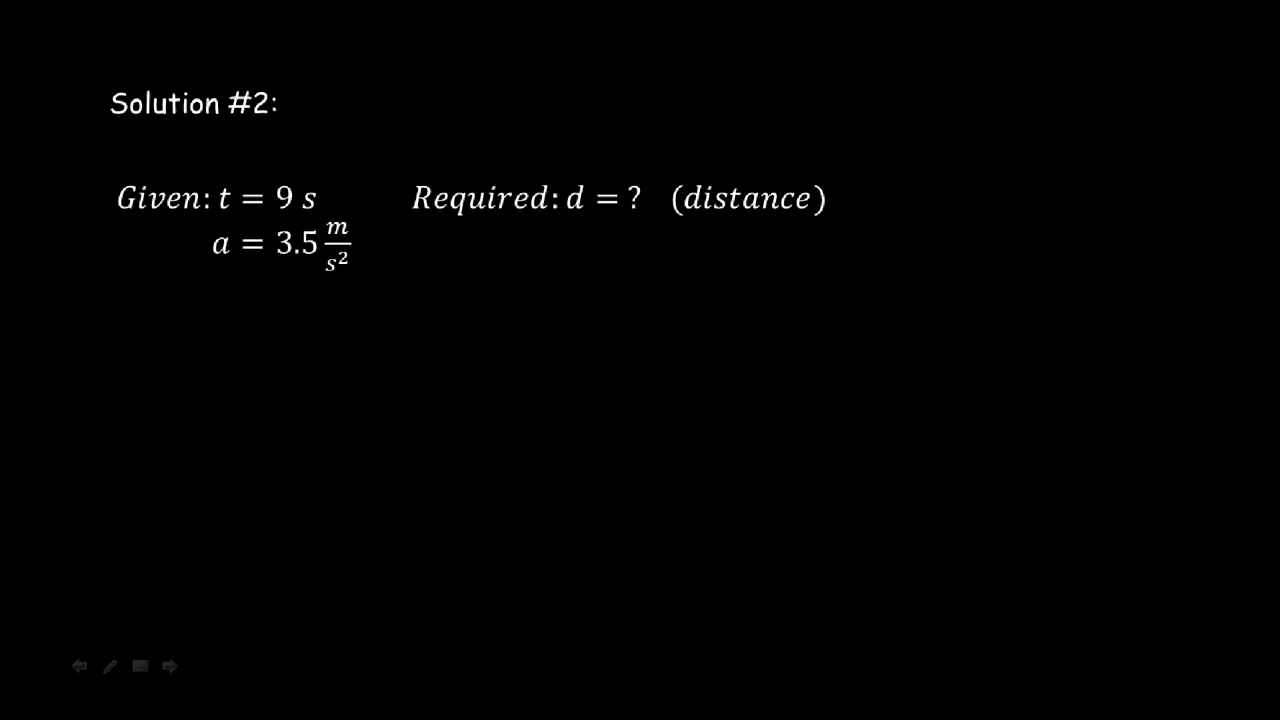 Solution #2:
Given: t = 9 s Required: d = ? (distance)
a = 3.5 m/s²